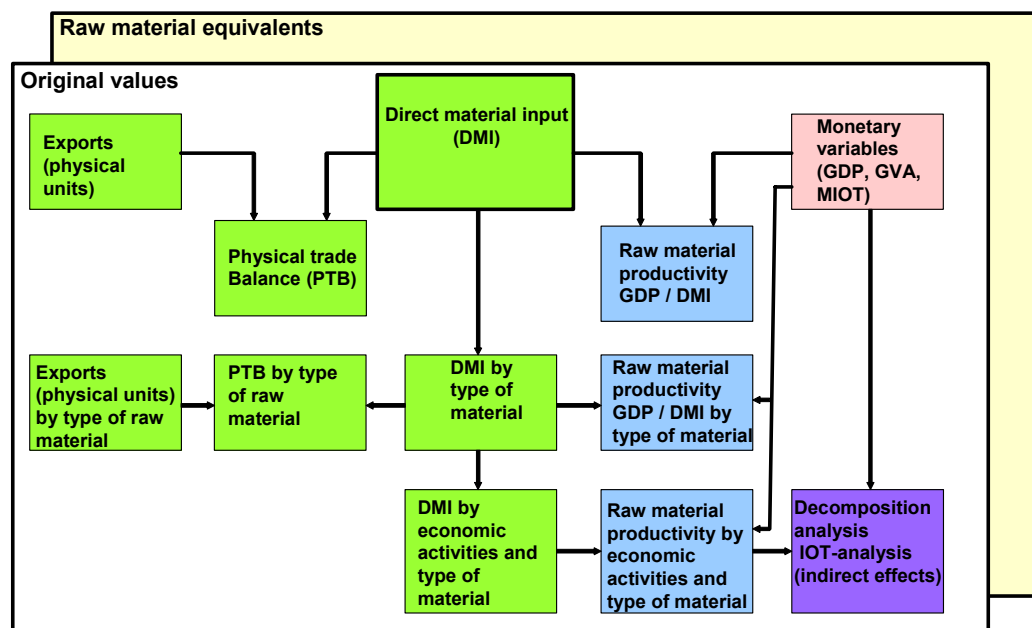 Raw material equivalents
Original values
Exports
(physical
units)
Direct material input
(DMI)
Monetary
variables
(GDP, GVA,
MIOT)
Physical trade
Balance (PTB)
Raw material
productivity
GDP / DMI
Exports
(physical units)
by type of raw
material
PTB by type
of raw
material
DMI by
type of
material
Raw material
productivity
GDP / DMI by
type of material
DMI by
economic
activities and
type of
material
Raw material
productivity by
economic
activities and
type of material
Decomposition
analysis
IOT-analysis
(indirect effects)